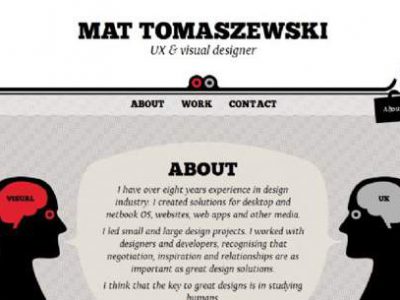 MAT TOMASZEWSKI
UX & visual designer
ABOUT WORK CONTACT
About
ABOUT
VISUAL
UX
I have over eight years experience in design
industry. I created solutions for desktop and
netbook OS, websites, web apps and other media.
I led small and large design projects. I worked with
designers and developers, recognising that
negotiation, inspiration and relationships are as
important as great design solutions.
I think that the key to great designs is in studying
humans